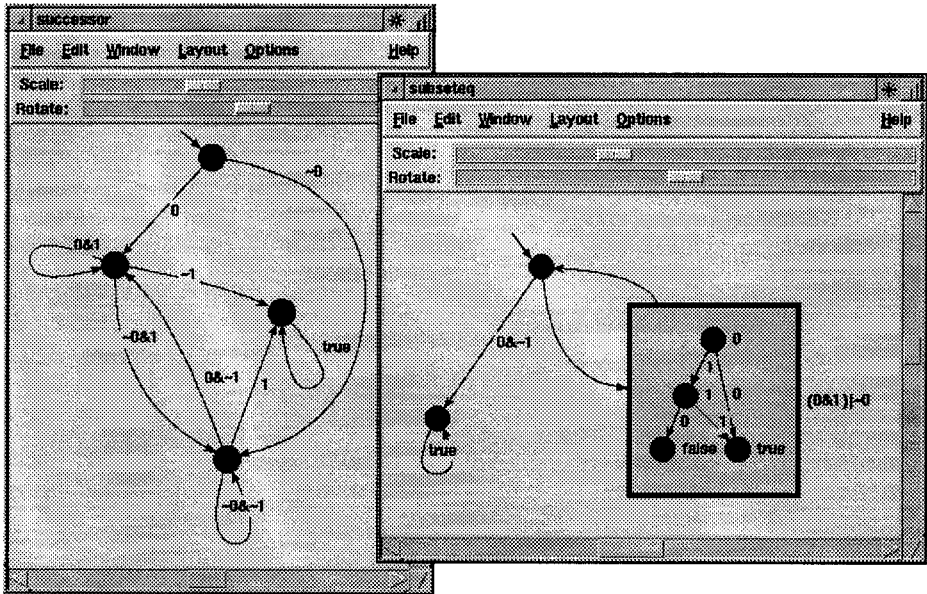 successor
File Edit Window Layout Options Help
Scale:
Rotate:
~0
0
0&1
~1
~0&1
true
0&~1
1
~0&~1
subseteq
File Edit Window Layout Options Help
Scale:
Rotate:
0&~1
true
0
1
1
0
0
1
false
true
(0&1)|~0